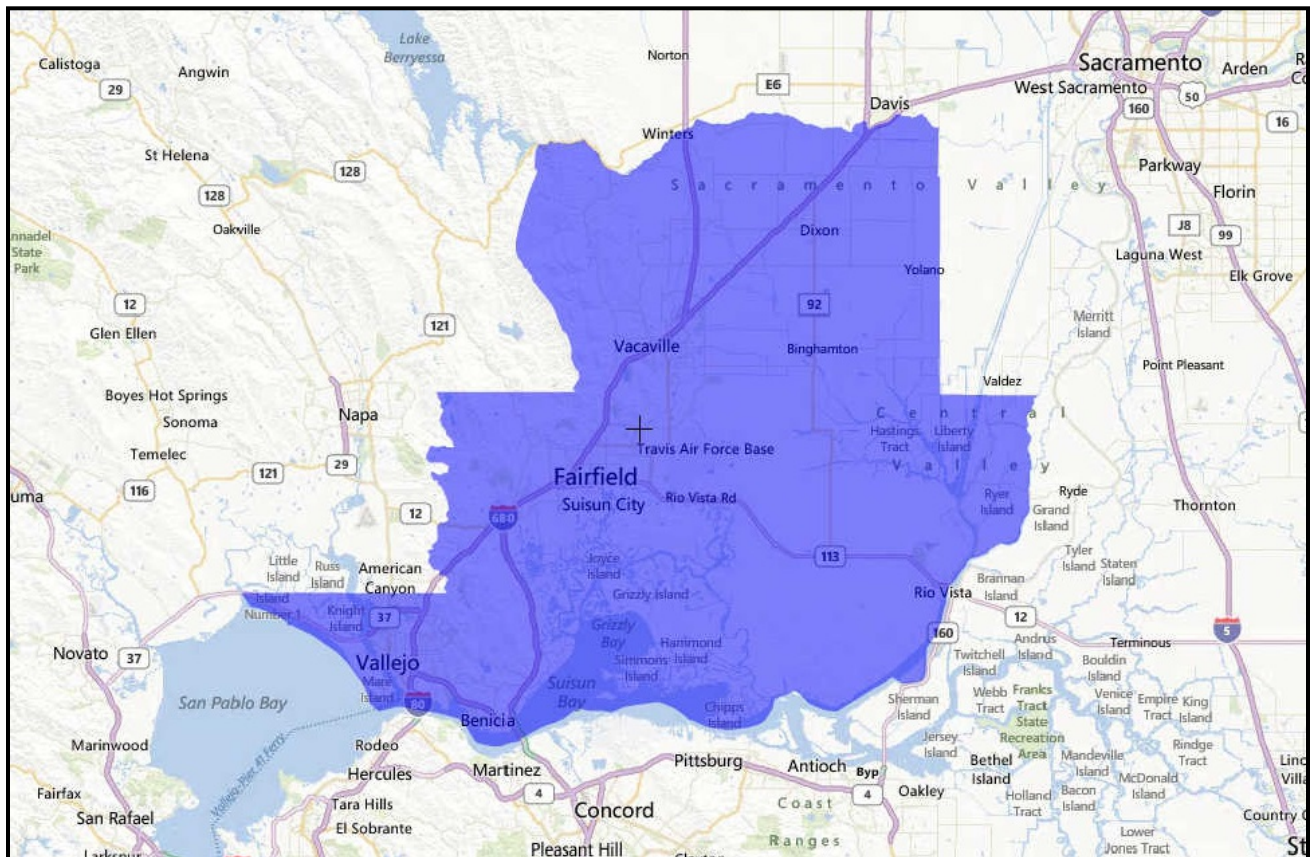 Lake
Berryessa
Norton
Sacramento
Calistoga
Angwin
Arden
29
E6
West Sacramento
50
Davis
160
16
Winters
St Helena
128
Parkway
Sacramento Valley
128
Florin
Oakville
Dixon
J8
99
State
Park
Laguna West
Yolano
Elk Grove
12
92
121
Merritt
Island
Glen Ellen
Vacaville
Binghamton
Point Pleasant
Valdez
Boyes Hot Springs
Napa
Central
Sonoma
Hastings
Tract
Liberty
Island
Temelec
Travis Air Force Base
Valley
121
29
Fairfield
116
Rio Vista Rd
Ryer
Island
Ryde
Suisun City
Grand
Island
Thornton
12
680
Little
Island
Russ
Island
Joyce
Island
113
Tyler
Island
Staten
Island
American
Canyon
Brannan
Island
Island
Number 1
Knight
Island
37
Grizzly Island
Rio Vista
12
5
Grizzly
Bay
Hammond
Island
160
Andrus
Island
Terminous
Novato
37
Vallejo
Simmons
Island
Twitchell
Island
Bouldin
Island
Mare
Island
Suisun
Bay
Webb
Tract
Franks
Tract
State
Recreation
Area
Venice
Island
Empire
Tract
King
Island
San Pablo Bay
80
Benicia
Chipps
Island
Sherman
Island
Jersey
Island
Marinwood
Rodeo
Mandeville
Island
Rindge
Tract
Vallejo-Pier 41 Ferry
Hercules
Martinez
Pittsburg
Antioch
Byp
Bethel
Island
McDonald
Island
Fairfax
4
4
Oakley
Holland
Tract
Bacon
Island
Tara Hills
San Rafael
El Sobrante
Concord
Coast
Ranges
Country
Lower
Jones Tract
Larkspur
Pleasant Hill
Clayton